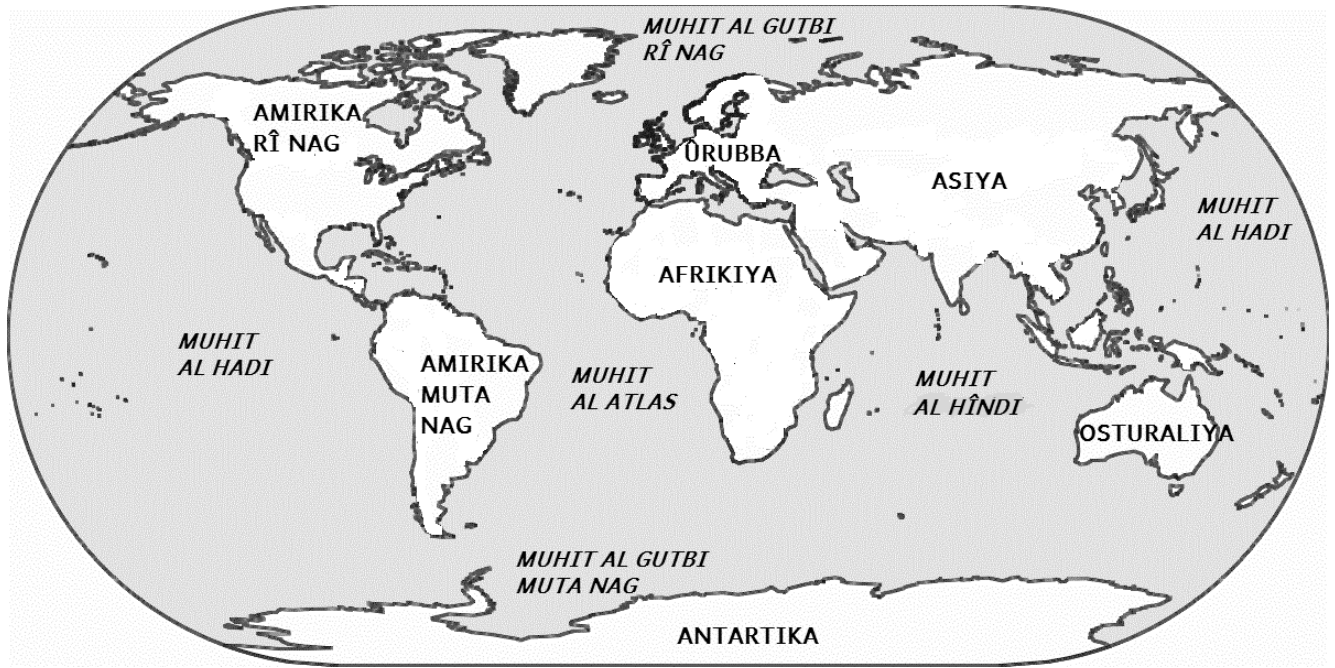 MUHIT AL GUTBI
RÎ NAG
AMIRIKA
RÎ NAG
ÛRUBBA
ASIYA
MUHIT
AL HADI
AFRIKIYA
MUHIT
AL HADI
AMIRIKA
MUTA
NAG
MUHIT
AL ATLAS
MUHIT
AL HÎNDI
OSTURALIYA
MUHIT AL GUTBI
MUTA NAG
ANTARTIKA